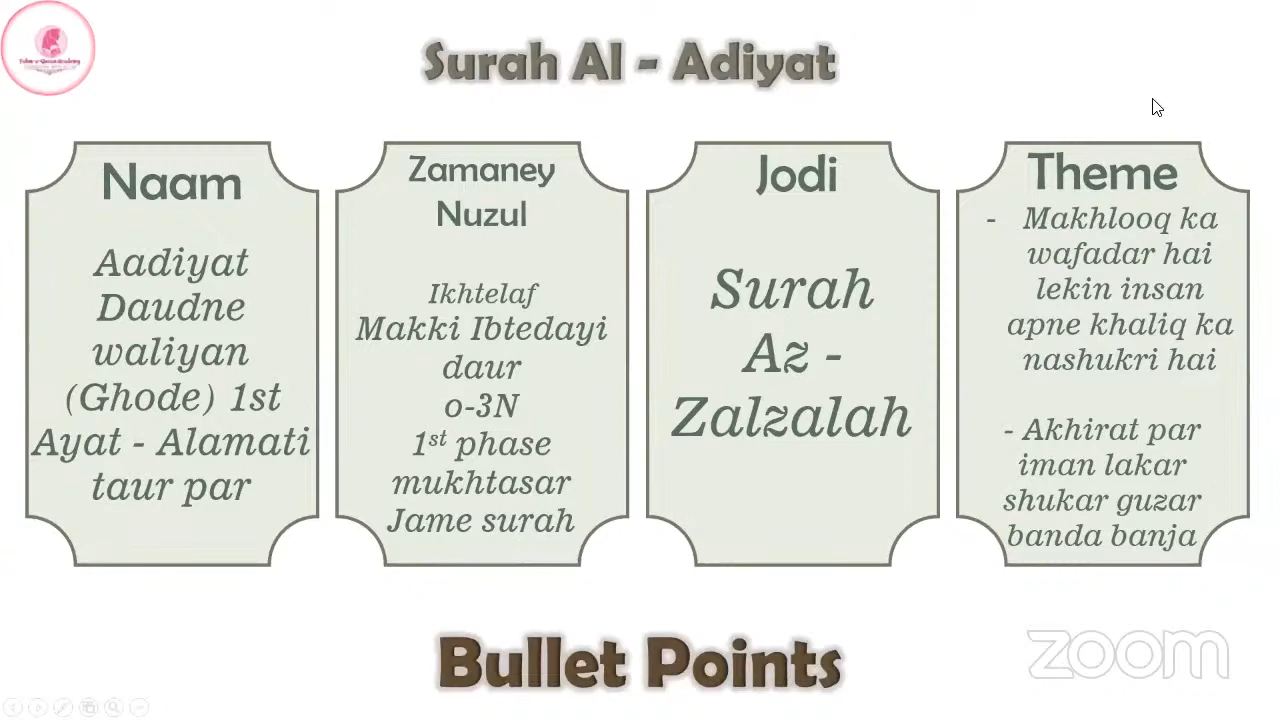 Surah Al - Adiyat
Naam
Aadiyat
Daudne
waliyan
(Ghode) 1st
Ayat - Alamati
taur par
Zamaney
Nuzul
Ikhtelaf
Makki Ibtedayi
daur
0-3N
1st phase
mukhtasar
Jame surah
Jodi
Surah
Az -
Zalzalah
Theme
- Makhlooq ka
wafadar hai
lekin insan
apne khaliq ka
nashukri hai
- Akhirat par
iman lakar
shukar guzar
banda banja
Bullet Points
zoom